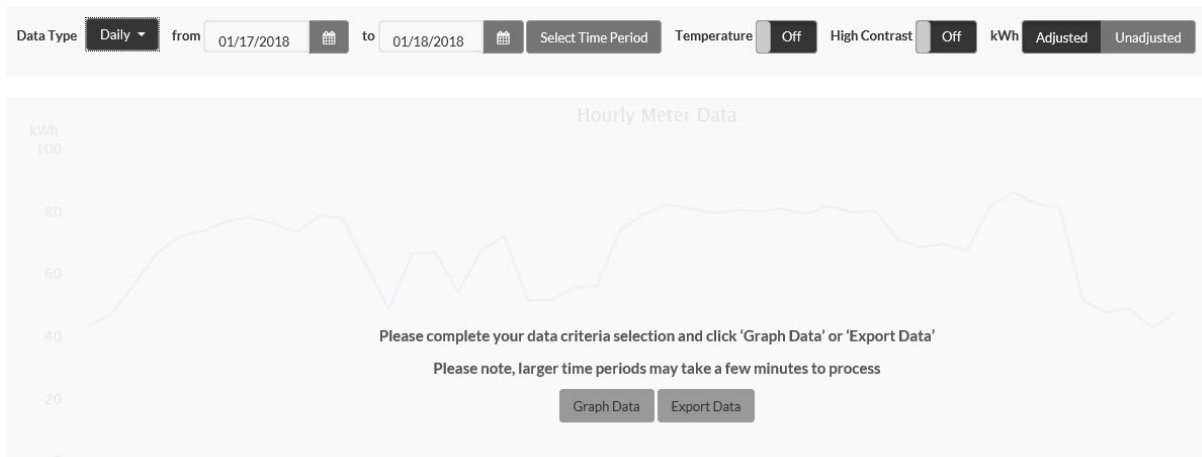 Data Type Daily from 01/17/2018 to 01/18/2018 Select Time Period Temperature Off High Contrast Off kWh Adjusted Unadjusted
Hourly Meter Data
kWh
100
80
60
40
Please complete your data criteria selection and click ‘Graph Data’ or ‘Export Data’
Please note, larger time periods may take a few minutes to process
20
Graph Data Export Data